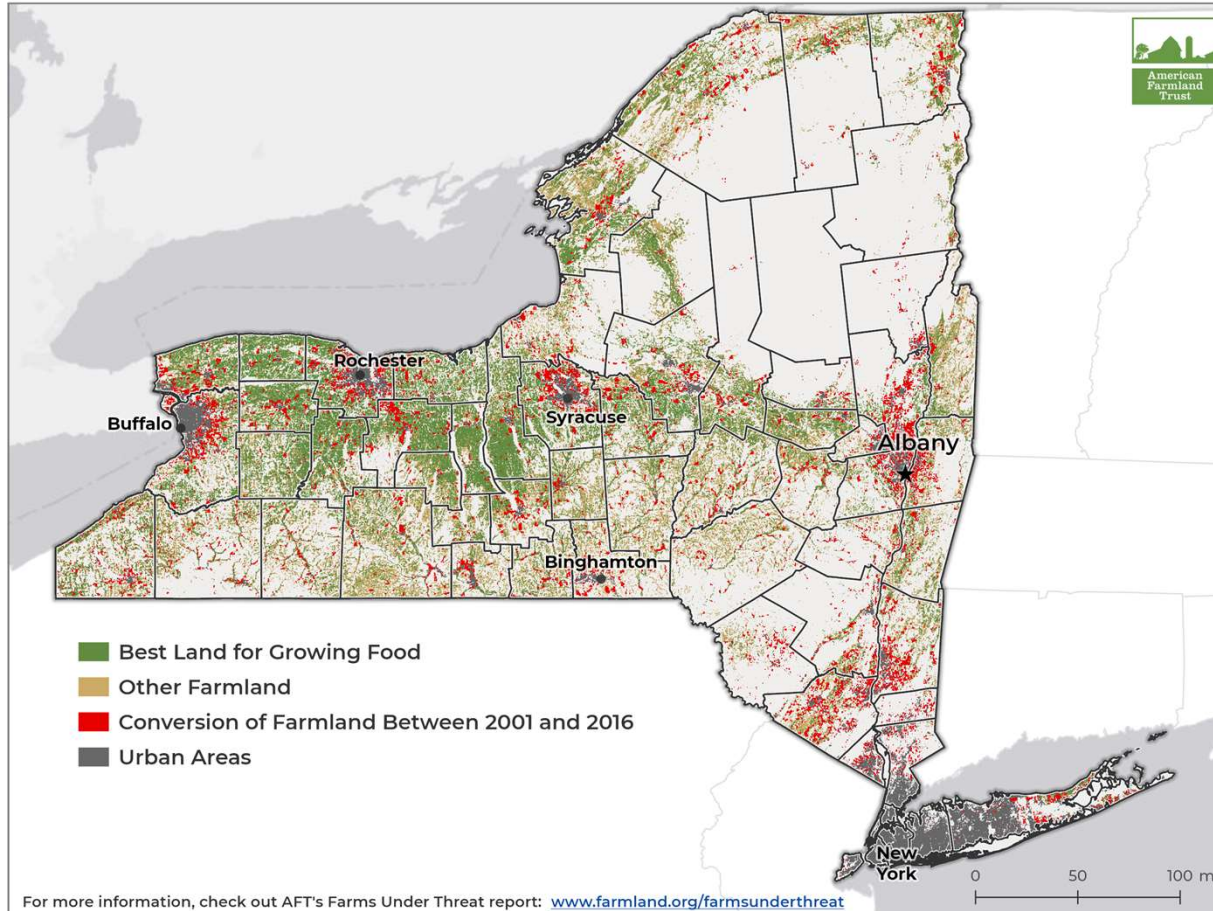 American
Farmland
Trust
Rochester
Buffalo
Syracuse
Albany
Binghamton
Best Land for Growing Food
Other Farmland
Conversion of Farmland Between 2001 and 2016
Urban Areas
New
York
0 50 100 m
For more information, check out AFT's Farms Under Threat report: www.farmland.org/farmsunderthreat